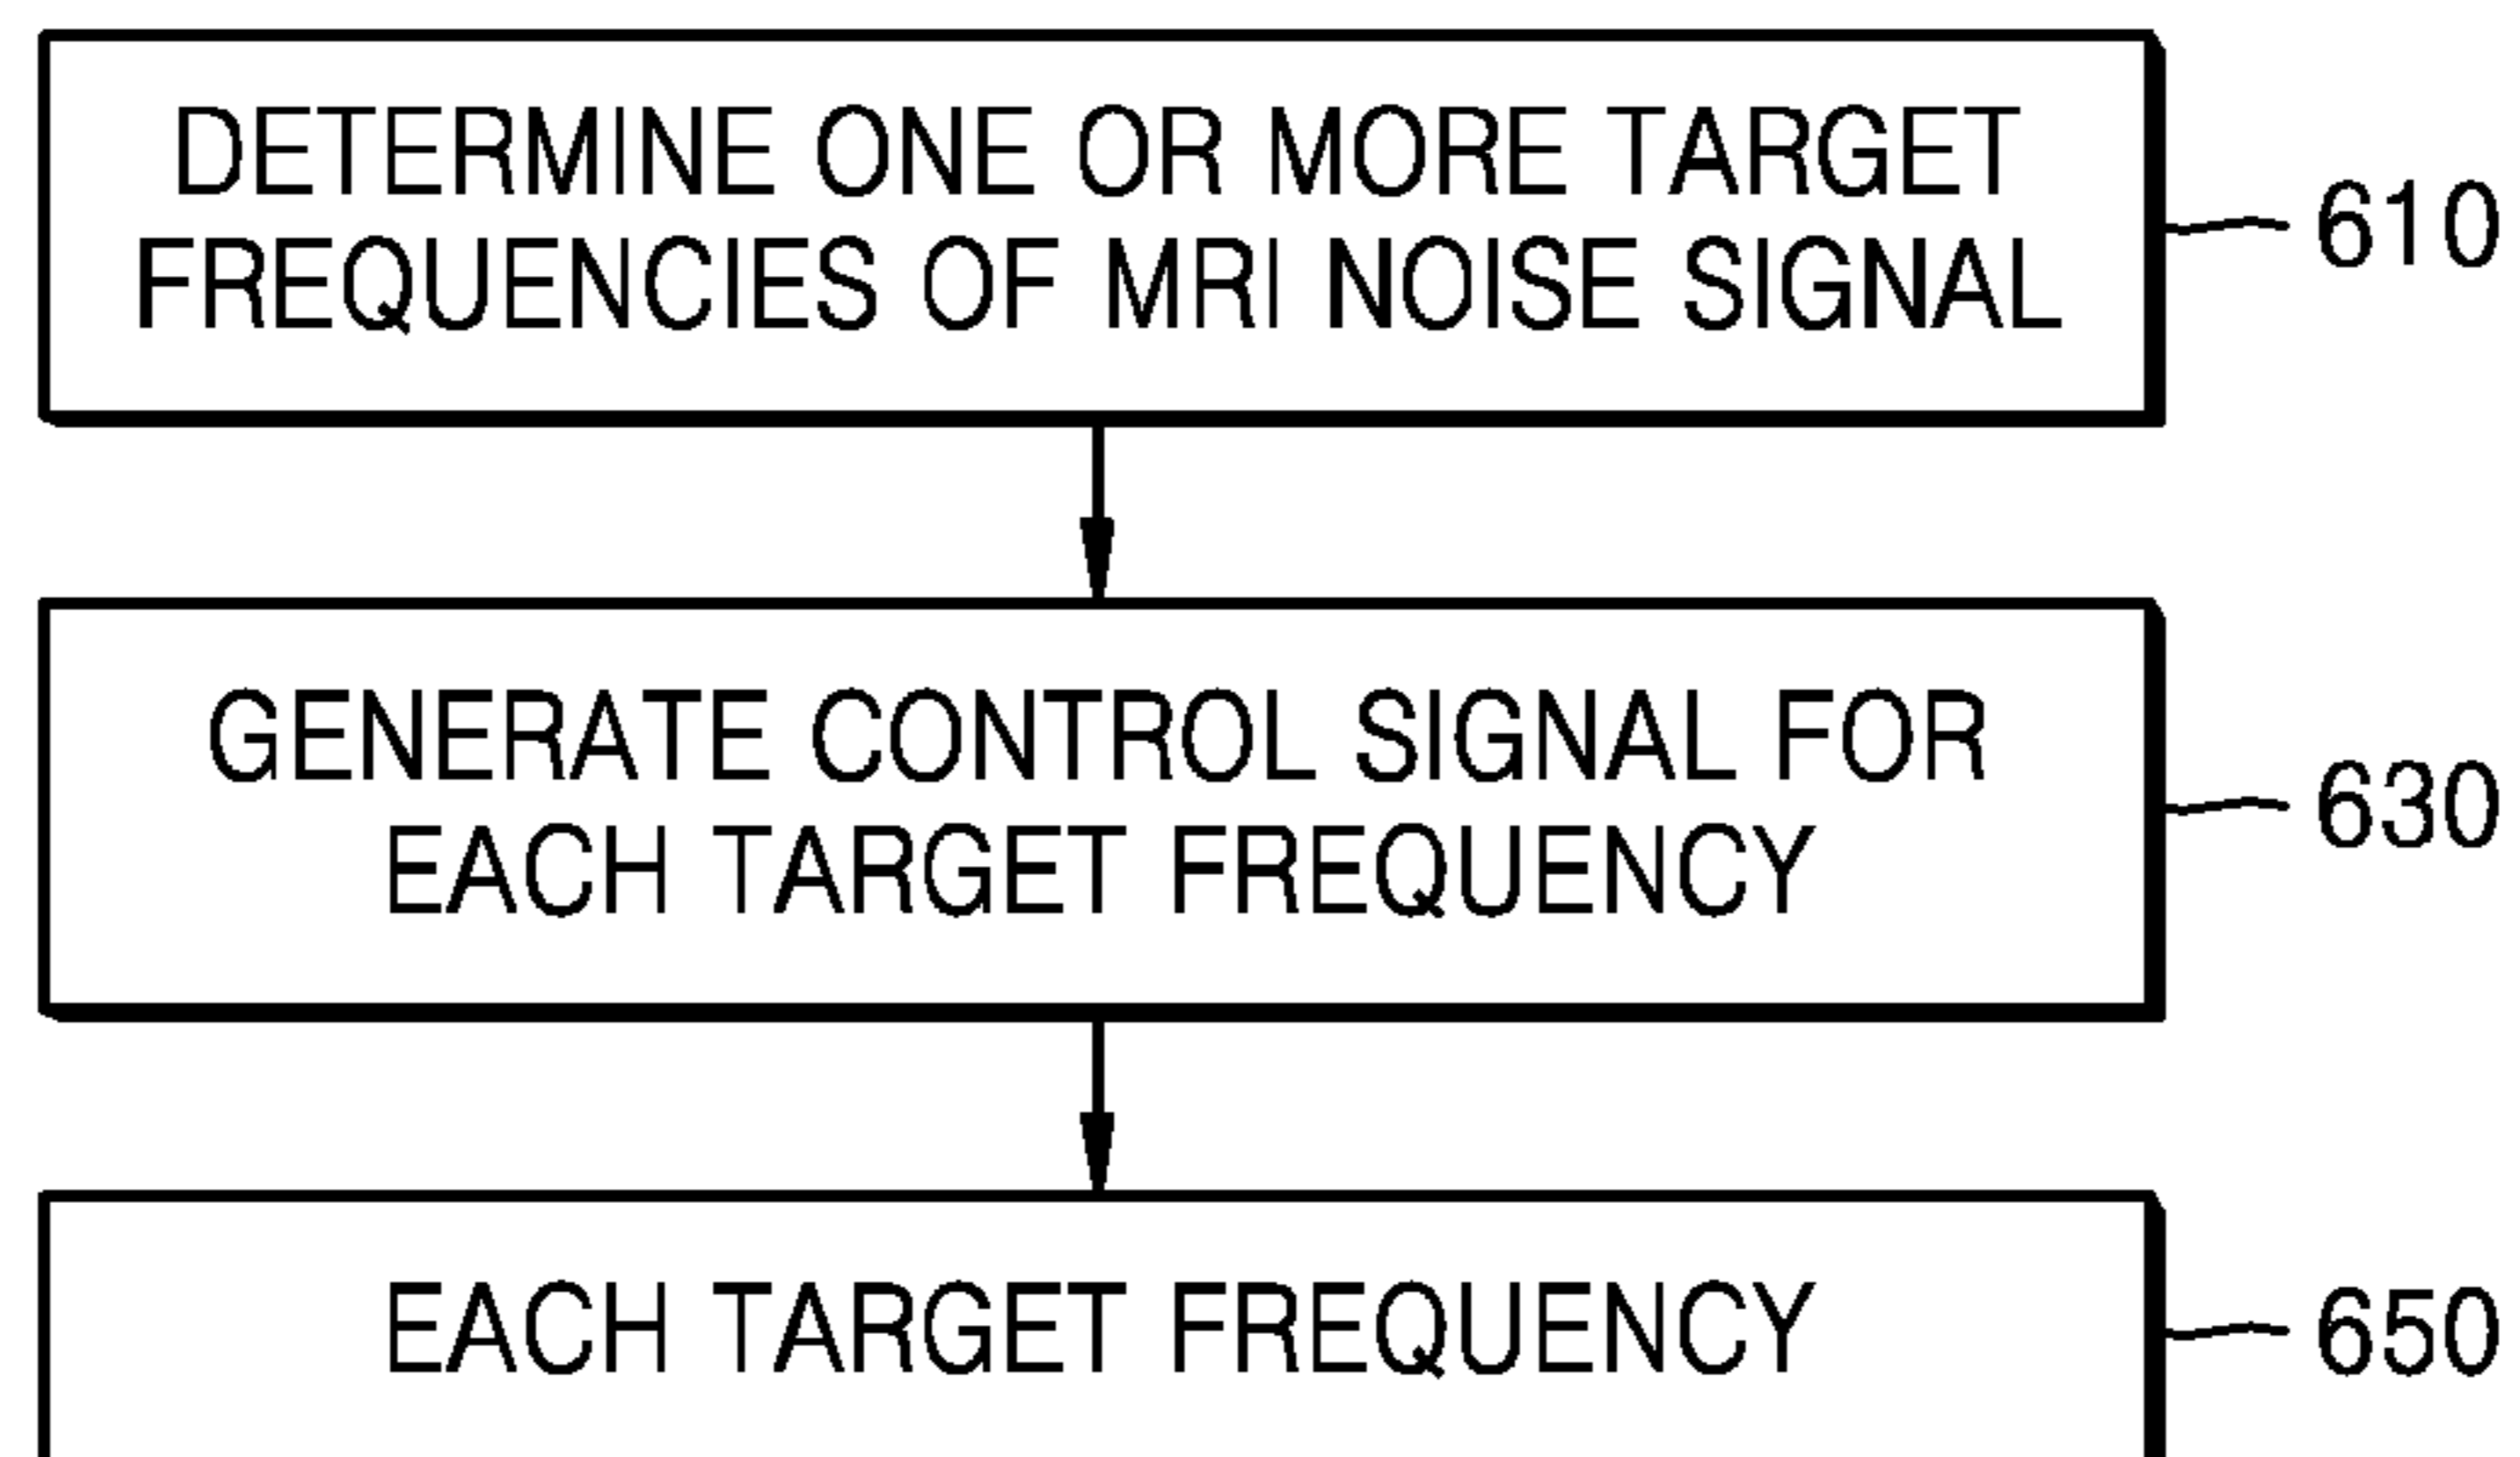 DETERMINE ONE OR MORE TARGET
FREQUENCIES OF MRI NOISE SIGNAL
610
GENERATE CONTROL SIGNAL FOR
EACH TARGET FREQUENCY
630
EACH TARGET FREQUENCY
650